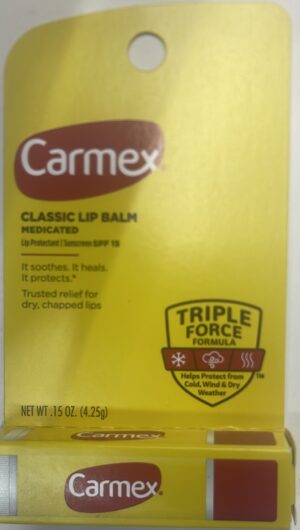 Carmex
CLASSIC LIP BALM
MEDICATED
Lip Protectant | Sunscreen SPF 15
It soothes. It heals.
It protects.*
Trusted relief for
dry, chapped lips
TRIPLE
FORCE
FORMULA
Helps Protect from
Cold, Wind & Dry
Weather
TM
NET WT .15 OZ. (4.25g)
Carmex
Carmex